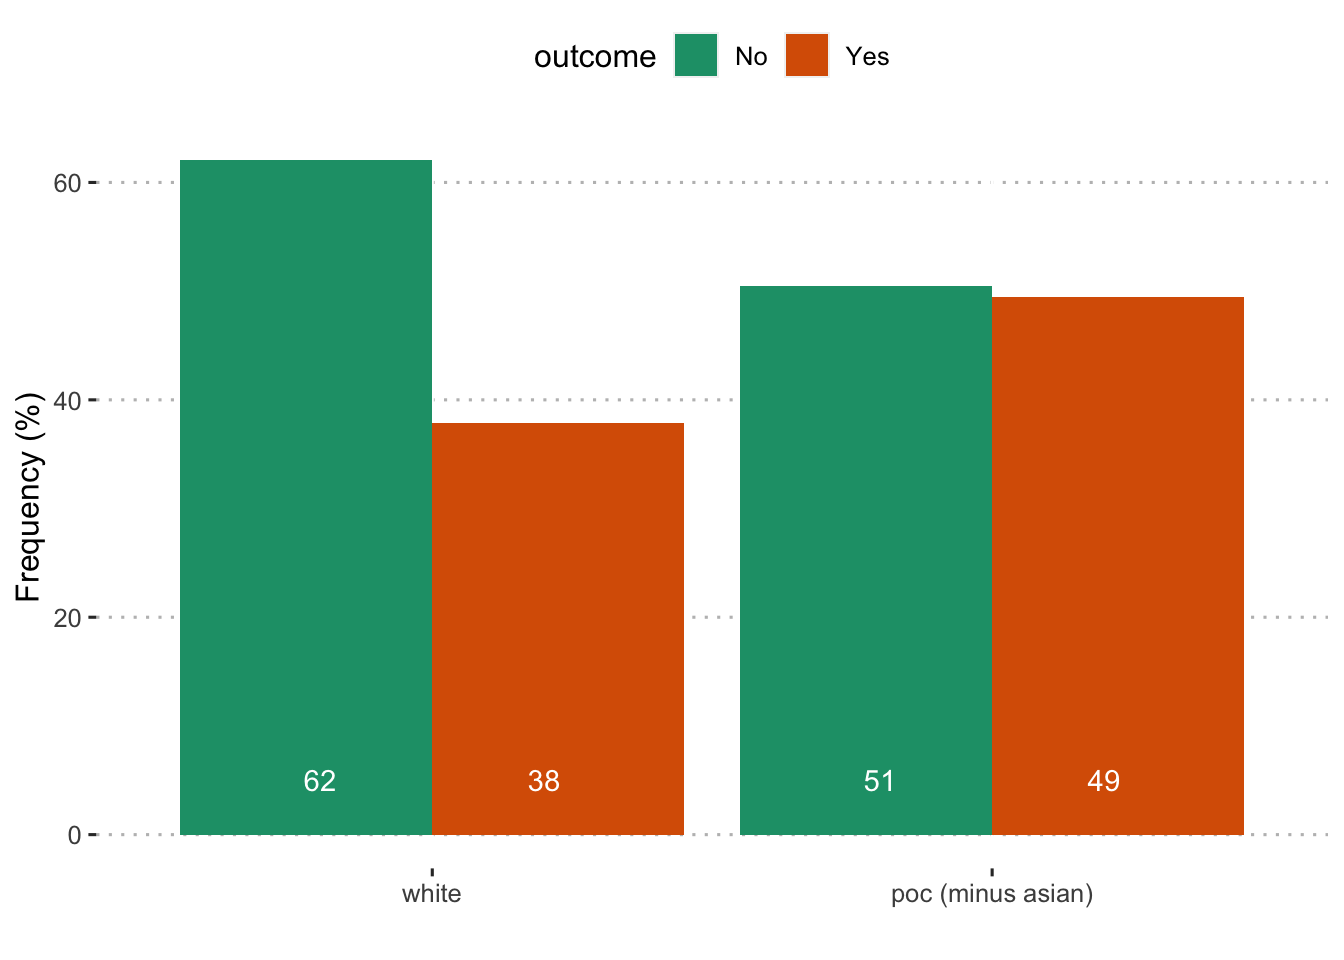 outcome No Yes
Frequency (%)
60
40
20
0
62 38 51 49
white poc (minus asian)